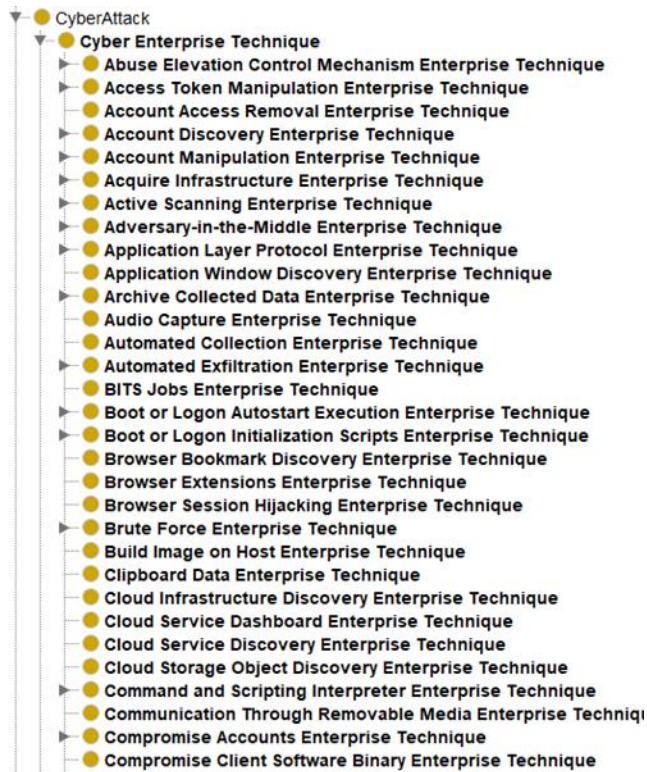 CyberAttack
Cyber Enterprise Technique
Abuse Elevation Control Mechanism Enterprise Technique
Access Token Manipulation Enterprise Technique
Account Access Removal Enterprise Technique
Account Discovery Enterprise Technique
Account Manipulation Enterprise Technique
Acquire Infrastructure Enterprise Technique
Active Scanning Enterprise Technique
Adversary-in-the-Middle Enterprise Technique
Application Layer Protocol Enterprise Technique
Application Window Discovery Enterprise Technique
Archive Collected Data Enterprise Technique
Audio Capture Enterprise Technique
Automated Collection Enterprise Technique
Automated Exfiltration Enterprise Technique
BITS Jobs Enterprise Technique
Boot or Logon Autostart Execution Enterprise Technique
Boot or Logon Initialization Scripts Enterprise Technique
Browser Bookmark Discovery Enterprise Technique
Browser Extensions Enterprise Technique
Browser Session Hijacking Enterprise Technique
Brute Force Enterprise Technique
Build Image on Host Enterprise Technique
Clipboard Data Enterprise Technique
Cloud Infrastructure Discovery Enterprise Technique
Cloud Service Dashboard Enterprise Technique
Cloud Service Discovery Enterprise Technique
Cloud Storage Object Discovery Enterprise Technique
Command and Scripting Interpreter Enterprise Technique
Communication Through Removable Media Enterprise Techniqu
Compromise Accounts Enterprise Technique
Compromise Client Software Binary Enterprise Technique